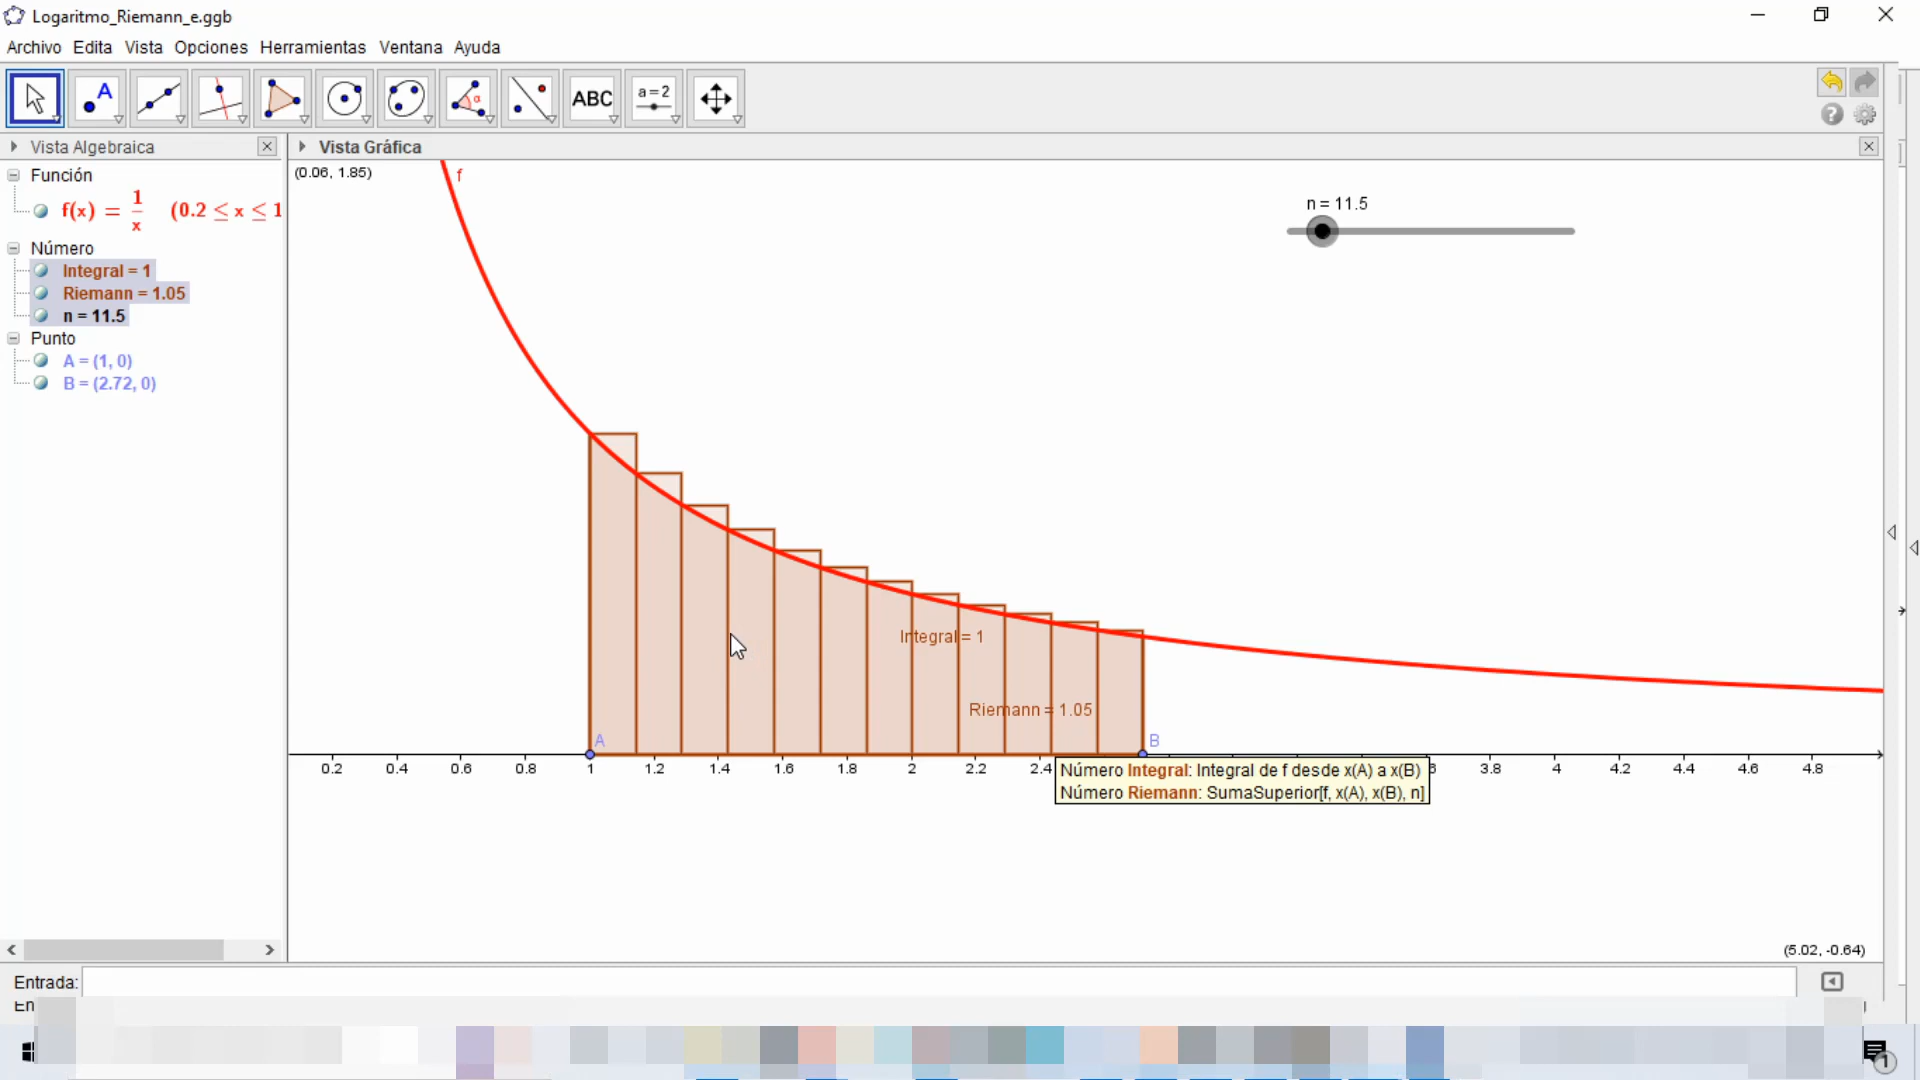 Logaritmo_Riemann_e.ggb
Archivo Edita Vista Opciones Herramientas Ventana Ayuda
A α ABC a=2
Vista Algebraica
Vista Gráfica
Función
f(x) = 1/x (0.2 ≤ x ≤ 1
Número
Integral = 1
Riemann = 1.05
n = 11.5
Punto
A = (1, 0)
B = (2.72, 0)
(0.06, 1.85)
f
n = 11.5
Integral = 1
Riemann = 1.05
A B
0.2 0.4 0.6 0.8 1 1.2 1.4 1.6 1.8 2 2.2 2.4 3.8 4 4.2 4.4 4.6 4.8
Número Integral: Integral de f desde x(A) a x(B)
Número Riemann: SumaSuperior[f, x(A), x(B), n]
(5.02, -0.64)
Entrada:
En
1